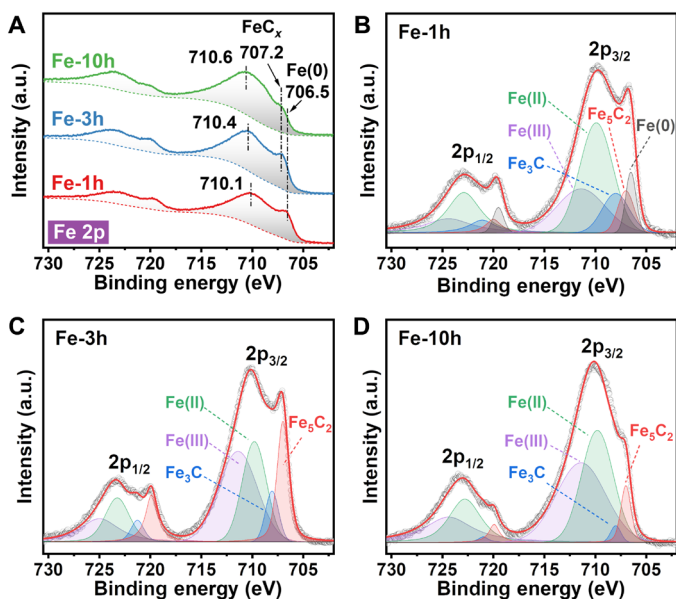 A
FeCₓ
Fe-10h
710.6
707.2
Fe(0)
706.5
Fe-3h
710.4
Fe-1h
710.1
Fe 2p
Intensity (a.u.)
730 725 720 715 710 705
Binding energy (eV)
B
Fe-1h
2p₃/₂
Fe(II)
Fe₅C₂
Fe(III)
Fe(0)
2p₁/₂
Fe₃C
Intensity (a.u.)
730 725 720 715 710 705
Binding energy (eV)
C
Fe-3h
2p₃/₂
Fe(II)
Fe₅C₂
Fe(III)
2p₁/₂
Fe₃C
Intensity (a.u.)
730 725 720 715 710 705
Binding energy (eV)
D
Fe-10h
2p₃/₂
Fe(II)
Fe₅C₂
Fe(III)
2p₁/₂
Fe₃C
Intensity (a.u.)
730 725 720 715 710 705
Binding energy (eV)